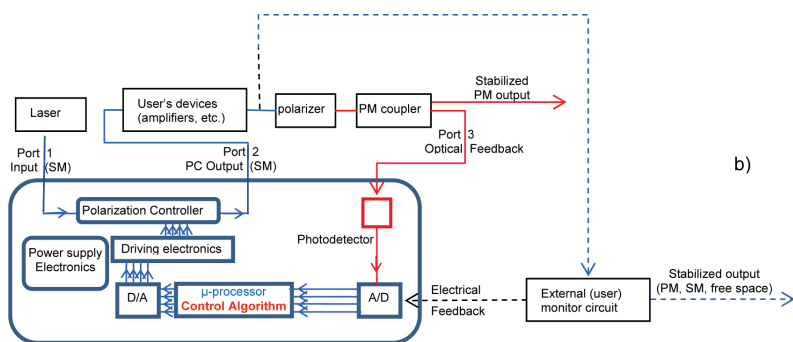 Laser
User's devices
(amplifiers, etc.)
polarizer
PM coupler
Stabilized
PM output
Port 1
Input (SM)
Port 2
PC Output (SM)
Port 3
Optical Feedback
b)
Polarization Controller
Photodetector
Driving electronics
Power supply
Electronics
D/A
µ-processor
Control Algorithm
A/D
Electrical
Feedback
External (user)
monitor circuit
Stabilized output
(PM, SM, free space)